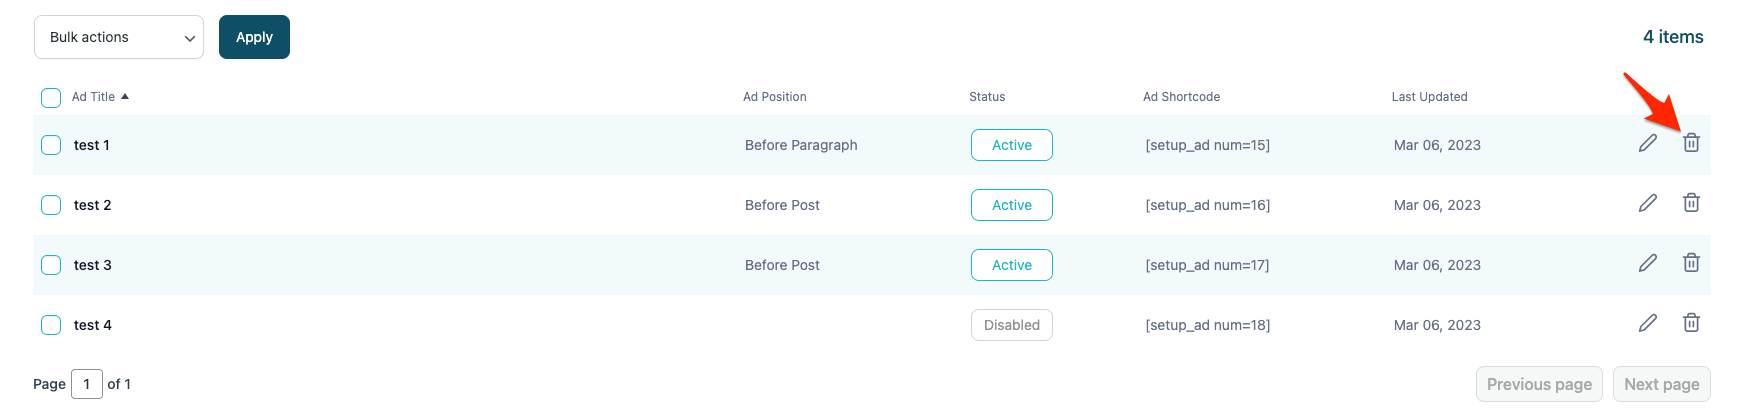 Bulk actions Apply 4 items
Ad Title Ad Position Status Ad Shortcode Last Updated
test 1 Before Paragraph Active [setup_ad num=15] Mar 06, 2023
test 2 Before Post Active [setup_ad num=16] Mar 06, 2023
test 3 Before Post Active [setup_ad num=17] Mar 06, 2023
test 4 Disabled [setup_ad num=18] Mar 06, 2023
Page 1 of 1 Previous page Next page